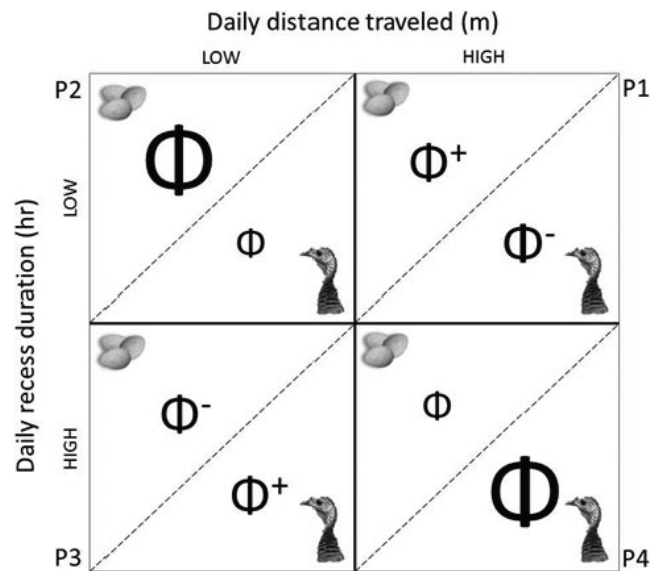 Daily distance traveled (m)
LOW HIGH
P2 P1
Daily recess duration (hr)
LOW
Φ Φ+
Φ Φ-
HIGH
Φ- Φ
Φ+ Φ
P3 P4